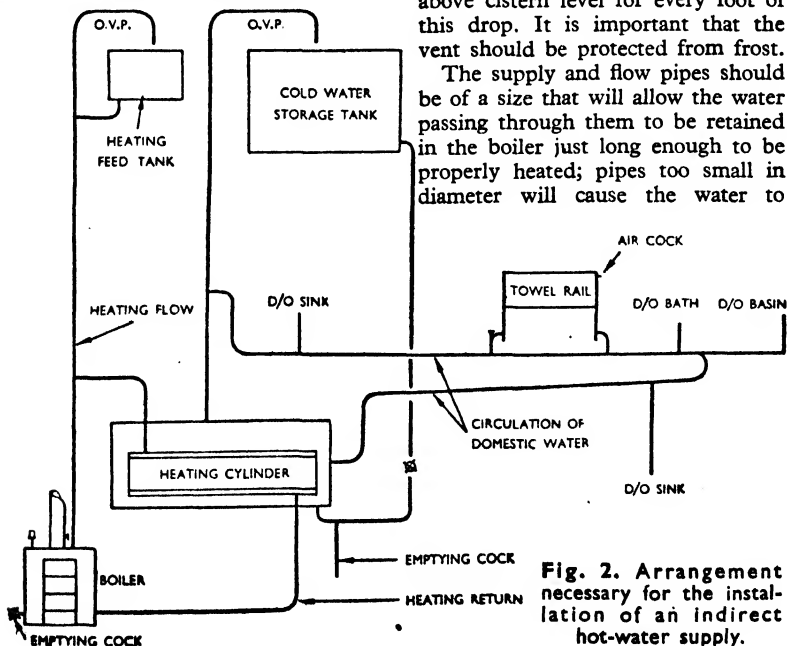 above cistern level for every foot of
this drop. It is important that the
vent should be protected from frost.
The supply and flow pipes should
be of a size that will allow the water
passing through them to be retained
in the boiler just long enough to be
properly heated; pipes too small in
diameter will cause the water to
O.V.P.
O.V.P.
COLD WATER
STORAGE TANK
HEATING
FEED TANK
AIR COCK
TOWEL RAIL
HEATING FLOW
D/O SINK
D/O BATH
D/O BASIN
CIRCULATION OF
DOMESTIC WATER
HEATING CYLINDER
D/O SINK
EMPTYING COCK
BOILER
HEATING RETURN
EMPTYING COCK
Fig. 2. Arrangement
necessary for the instal-
lation of an indirect
hot-water supply.